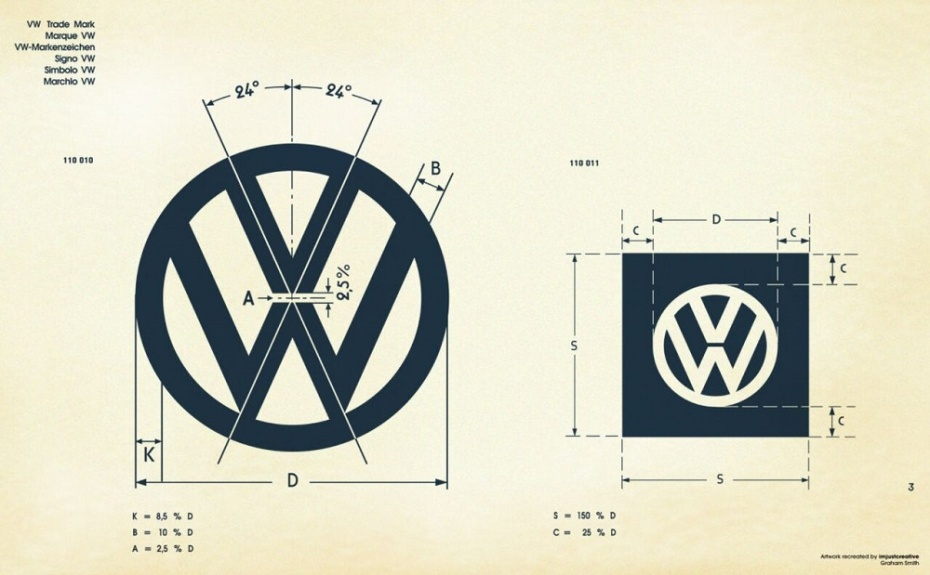 VW Trade Mark
Marque VW
VW-Markenzeichen
Signo VW
Simbolo VW
Marchio VW
110 010
24° 24°
B
A
2,5%
K
D
K = 8,5 % D
B = 10 % D
A = 2,5 % D
110 011
D
C C
C
S
C
S
S = 150 % D
C = 25 % D
3
Artwork recreated by imjustcreative
Graham Smith